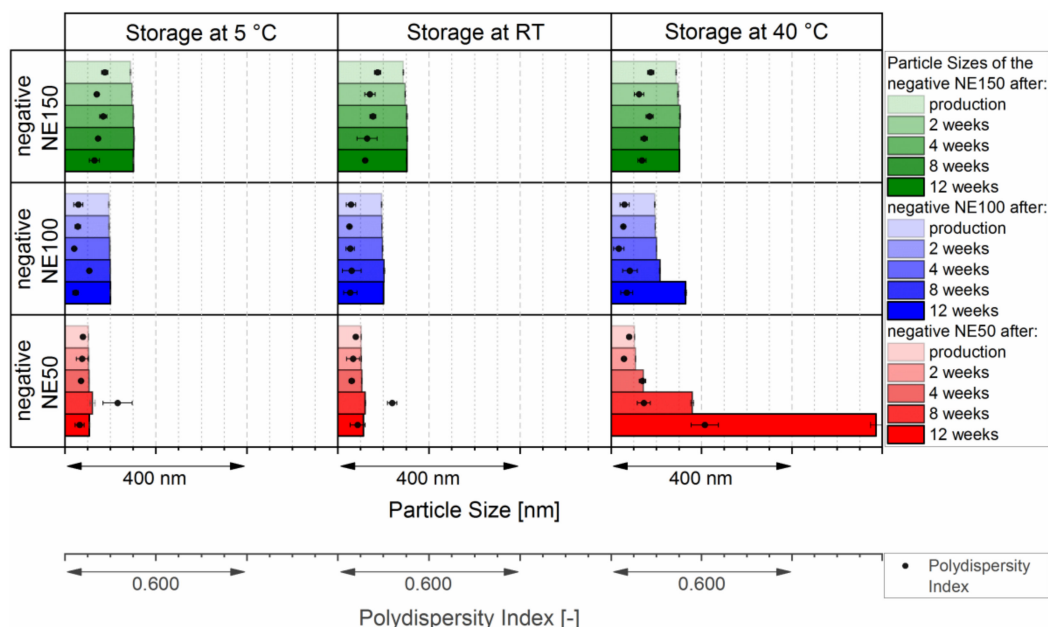 Storage at 5 °C
Storage at RT
Storage at 40 °C
negative
NE150
negative
NE100
negative
NE50
Particle Sizes of the
negative NE150 after:
production
2 weeks
4 weeks
8 weeks
12 weeks
negative NE100 after:
production
2 weeks
4 weeks
8 weeks
12 weeks
negative NE50 after:
production
2 weeks
4 weeks
8 weeks
12 weeks
400 nm
400 nm
400 nm
Particle Size [nm]
0.600
0.600
0.600
Polydispersity Index [-]
Polydispersity
Index